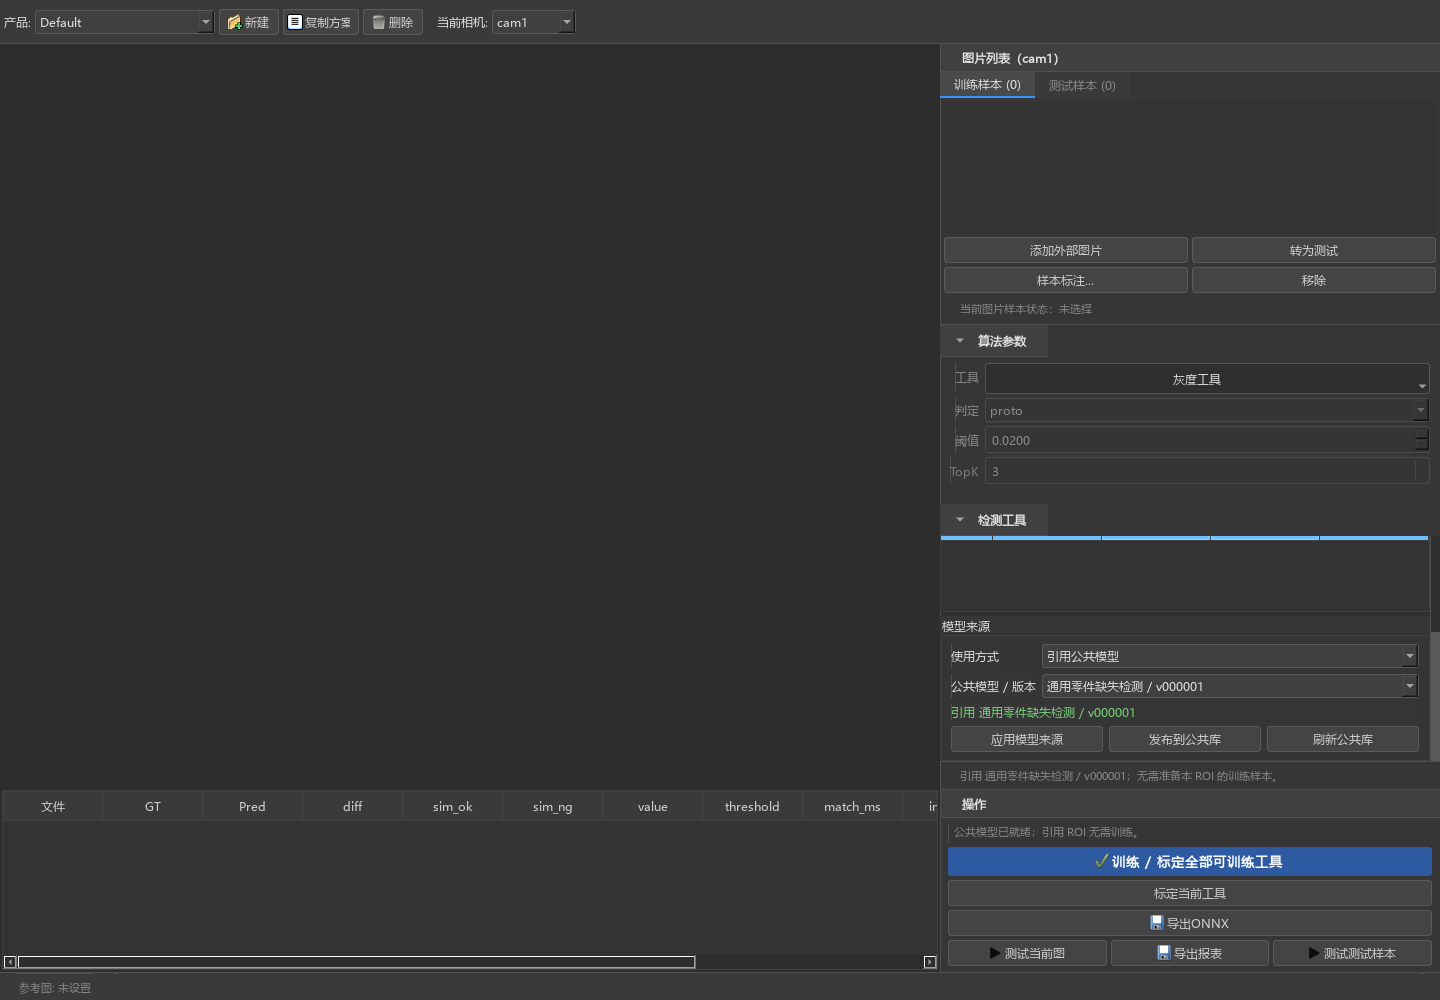 产品: Default 新建 复制方案 删除 当前相机: cam1
图片列表（cam1）
训练样本 (0) 测试样本 (0)
添加外部图片 转为测试
样本标注... 移除
当前图片样本状态：未选择
算法参数
工具 灰度工具
判定 proto
阈值 0.0200
TopK 3
检测工具
模型来源
使用方式 引用公共模型
公共模型 / 版本 通用零件缺失检测 / v000001
引用 通用零件缺失检测 / v000001
应用模型来源 发布到公共库 刷新公共库
引用 通用零件缺失检测 / v000001；无需准备本 ROI 的训练样本。
操作
公共模型已就绪；引用 ROI 无需训练。
训练 / 标定全部可训练工具
标定当前工具
导出ONNX
测试当前图 导出报表 测试测试样本
文件 GT Pred diff sim_ok sim_ng value threshold match_ms
参考图: 未设置